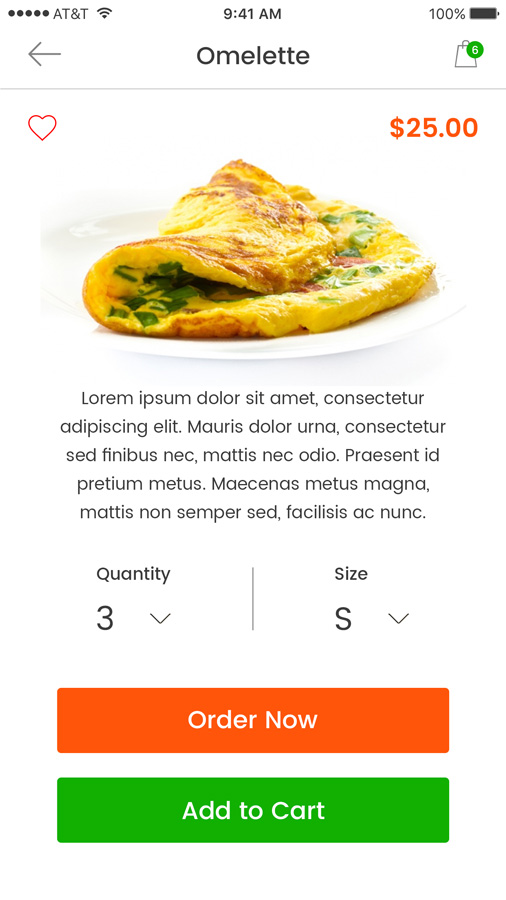 AT&T 9:41 AM 100%
Omelette 6
$25.00
Lorem ipsum dolor sit amet, consectetur
adipiscing elit. Mauris dolor urna, consectetur
sed finibus nec, mattis nec odio. Praesent id
pretium metus. Maecenas metus magna,
mattis non semper sed, facilisis ac nunc.
Quantity Size
3 S
Order Now
Add to Cart